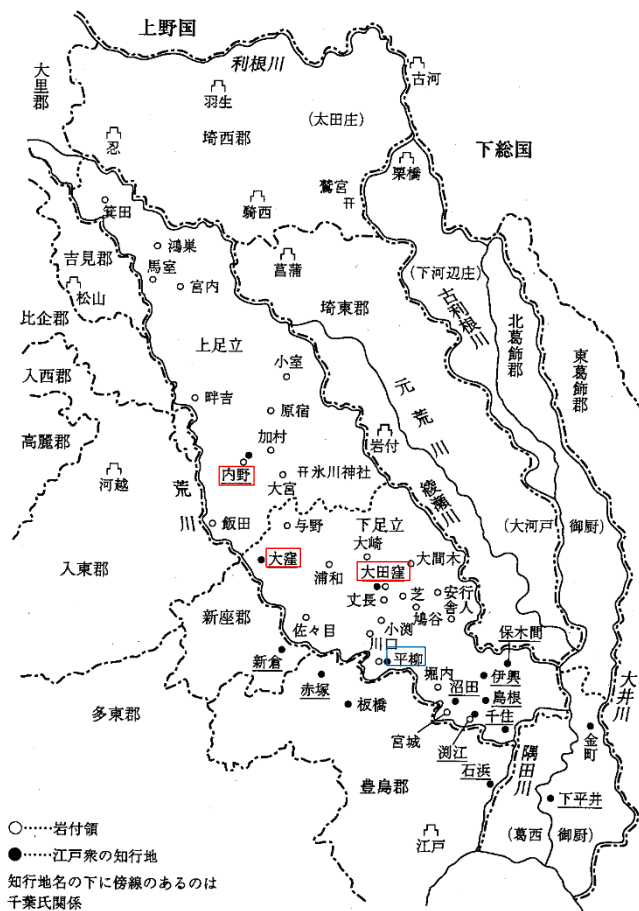 上野国
利根川
古河
大里郡
羽生
(太田庄)
埼西郡
下総国
忍
栗橋
鷲宮
箕田
騎西
鴻巣
吉見郡
馬室
宮内
菖蒲
(下河辺庄)
松山
埼東郡
古利根川
北葛飾郡
東葛飾郡
比企郡
上足立
入西郡
小室
元荒川
畔吉
原宿
高麗郡
加村
岩付
河越
内野
氷川神社
荒川
大宮
綾瀬川
飯田
与野
下足立
(大河戸御厨)
大崎
入東郡
大窪
浦和
大田窪
大間木
新座郡
丈長
芝
安行
舎人
鳩谷
佐々目
小渕
保木間
川口
平柳
新倉
伊興
大井川
堀内
沼田
島根
赤塚
多東郡
板橋
千住
宮城
渕江
金町
隅田川
石浜
豊島郡
下平井
江戸
(葛西御厨)
○……岩付領
●……江戸衆の知行地
知行地名の下に傍線のあるのは
千葉氏関係